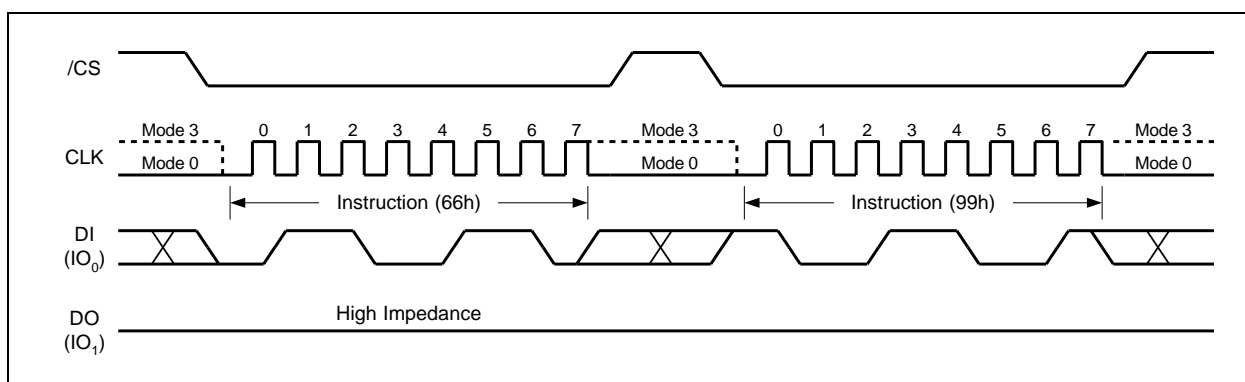 /CS
Mode 3 0 1 2 3 4 5 6 7 Mode 3 0 1 2 3 4 5 6 7 Mode 3
CLK Mode 0 Mode 0 Mode 0
Instruction (66h) Instruction (99h)
DI
(IO0)
High Impedance
DO
(IO1)